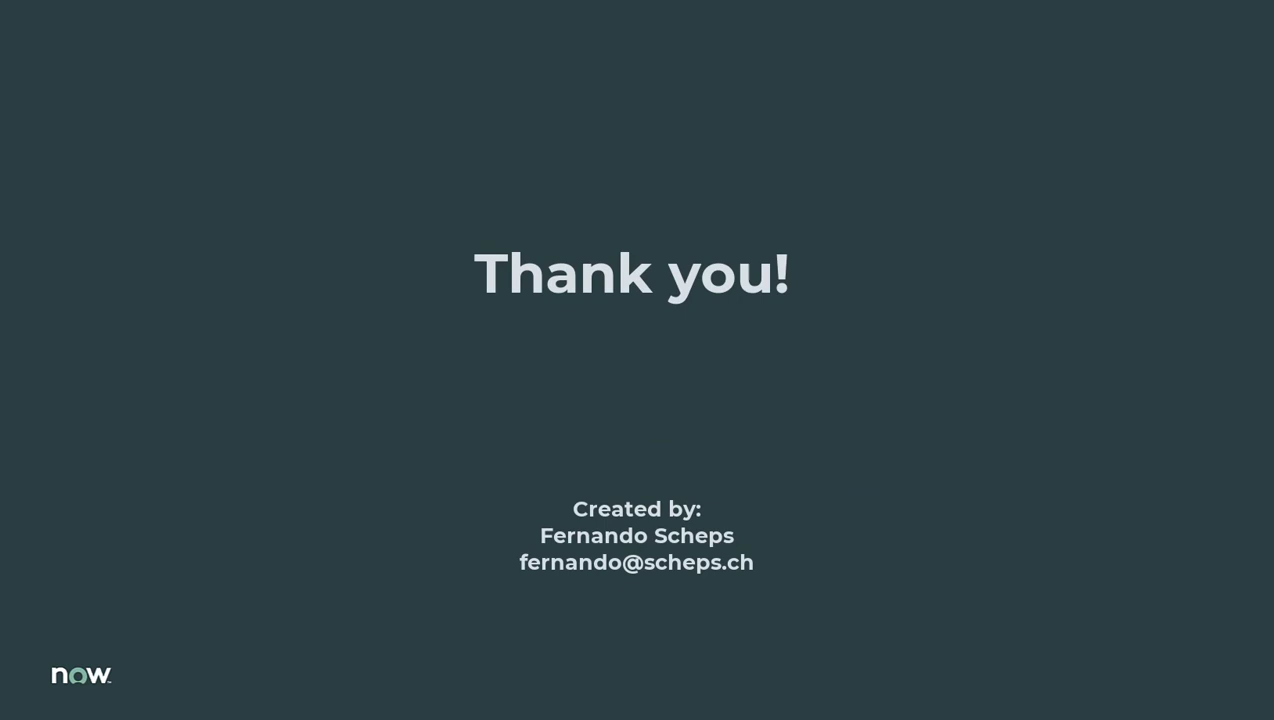 Thank you!
Created by:
Fernando Scheps
fernando@scheps.ch
now